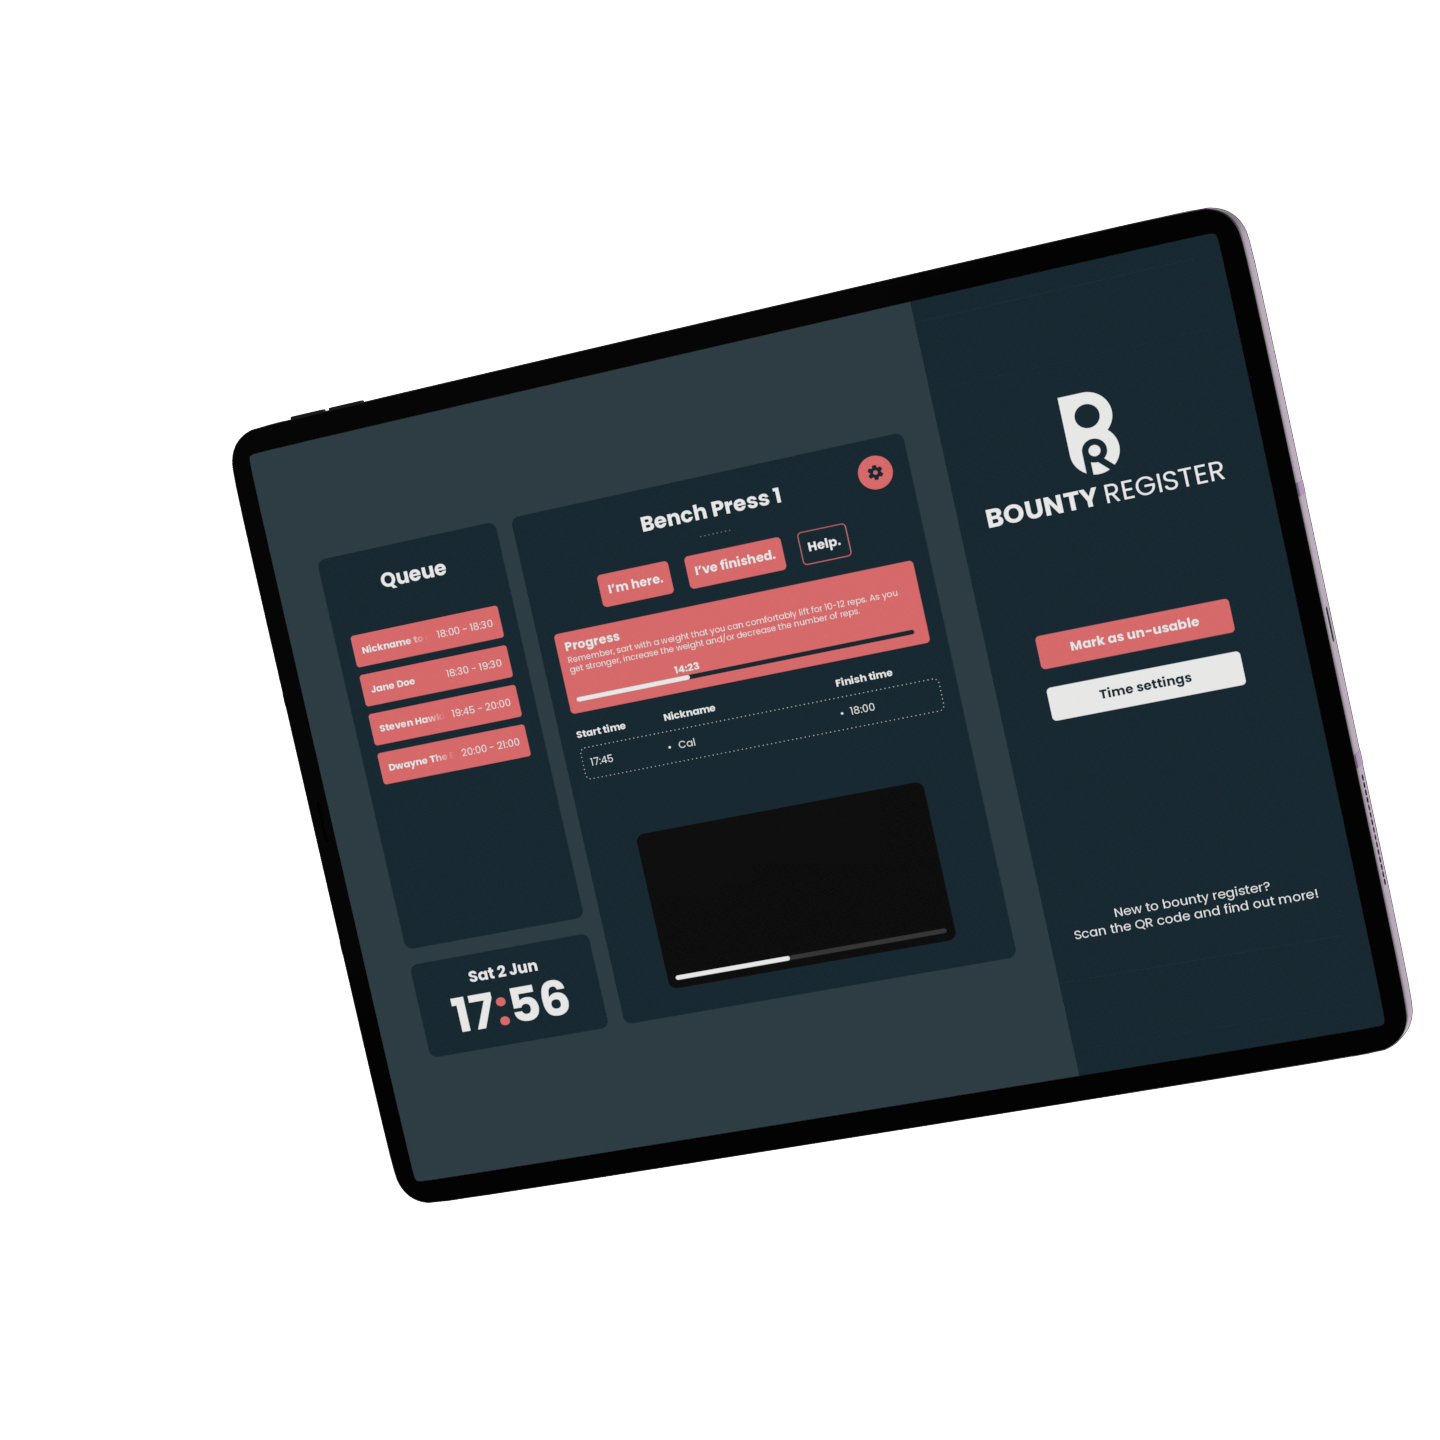 Queue
Nickname to 18:00 - 18:30
Jane Doe 18:30 - 19:30
Steven Hawk 19:45 - 20:00
Dwayne The 20:00 - 21:00
Sat 2 Jun
17:56
Bench Press 1
I'm here.
I've finished.
Help.
Progress
Remember, sart with a weight that you can comfortably lift for 10-12 reps. As you
get stronger, increase the weight and/or decrease the number of reps.
14:23
Start time Nickname Finish time
17:45 • Cal • 18:00
BR
BOUNTY REGISTER
Mark as un-usable
Time settings
New to bounty register?
Scan the QR code and find out more!